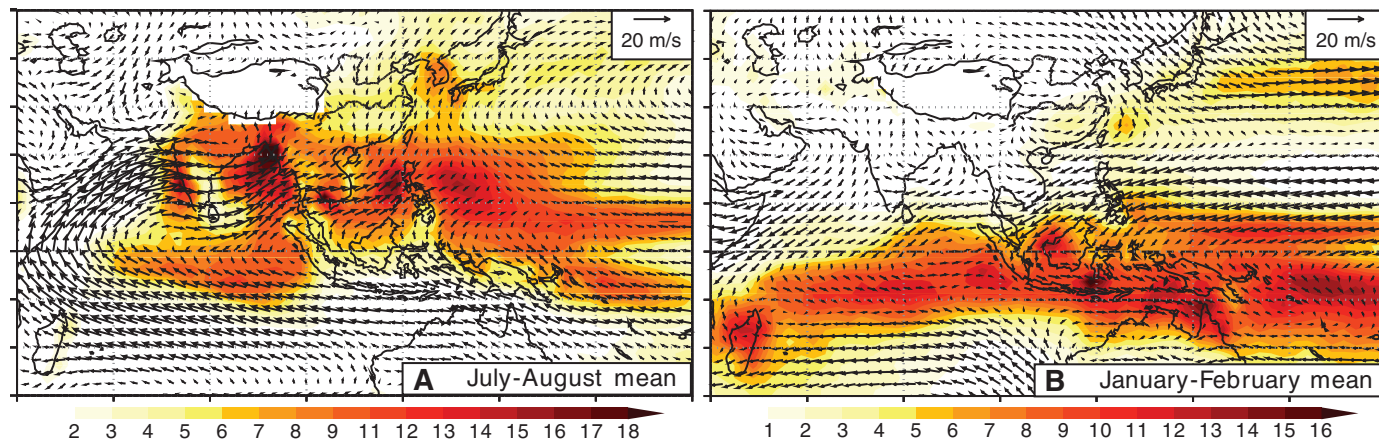 20 m/s
20 m/s
A July-August mean
B January-February mean
2 3 4 5 6 7 8 9 11 12 13 14 15 16 17 18
1 2 3 4 5 6 7 8 9 10 11 12 13 14 15 16